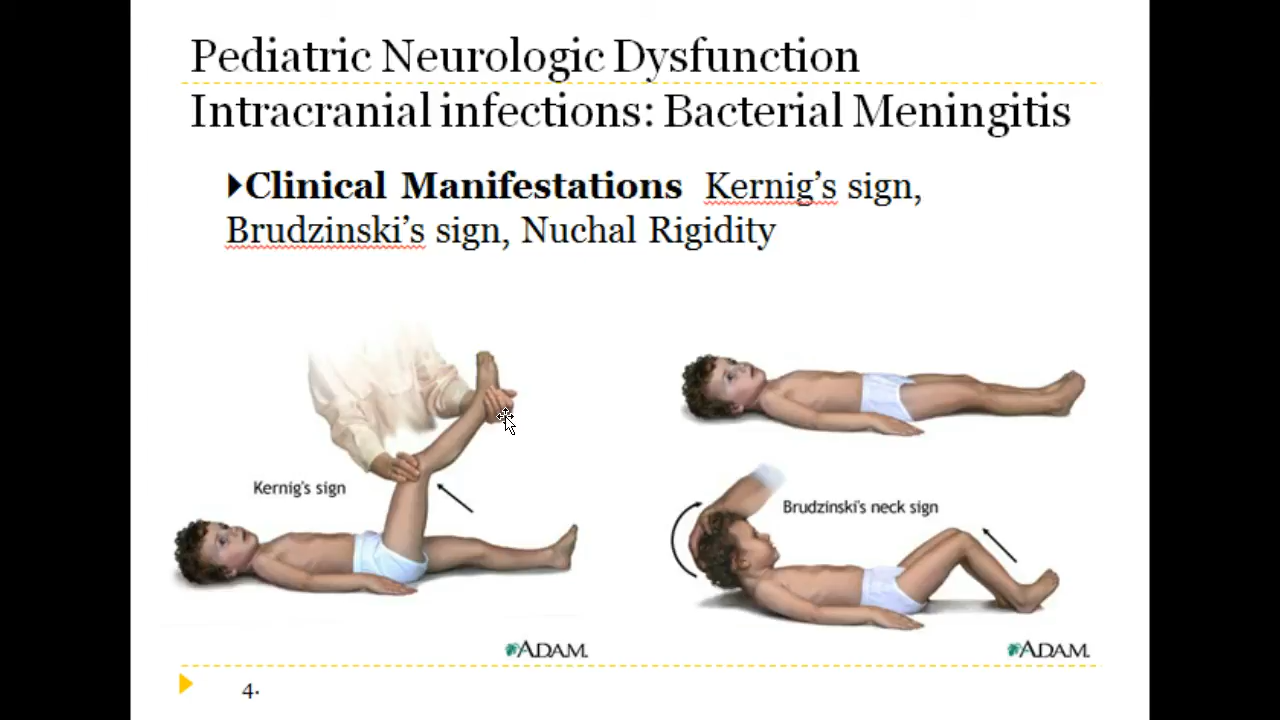 Pediatric Neurologic Dysfunction
Intracranial infections: Bacterial Meningitis
Clinical Manifestations Kernig's sign,
Brudzinski's sign, Nuchal Rigidity
Kernig's sign
Brudzinski's neck sign
ADAM.
ADAM.
4.